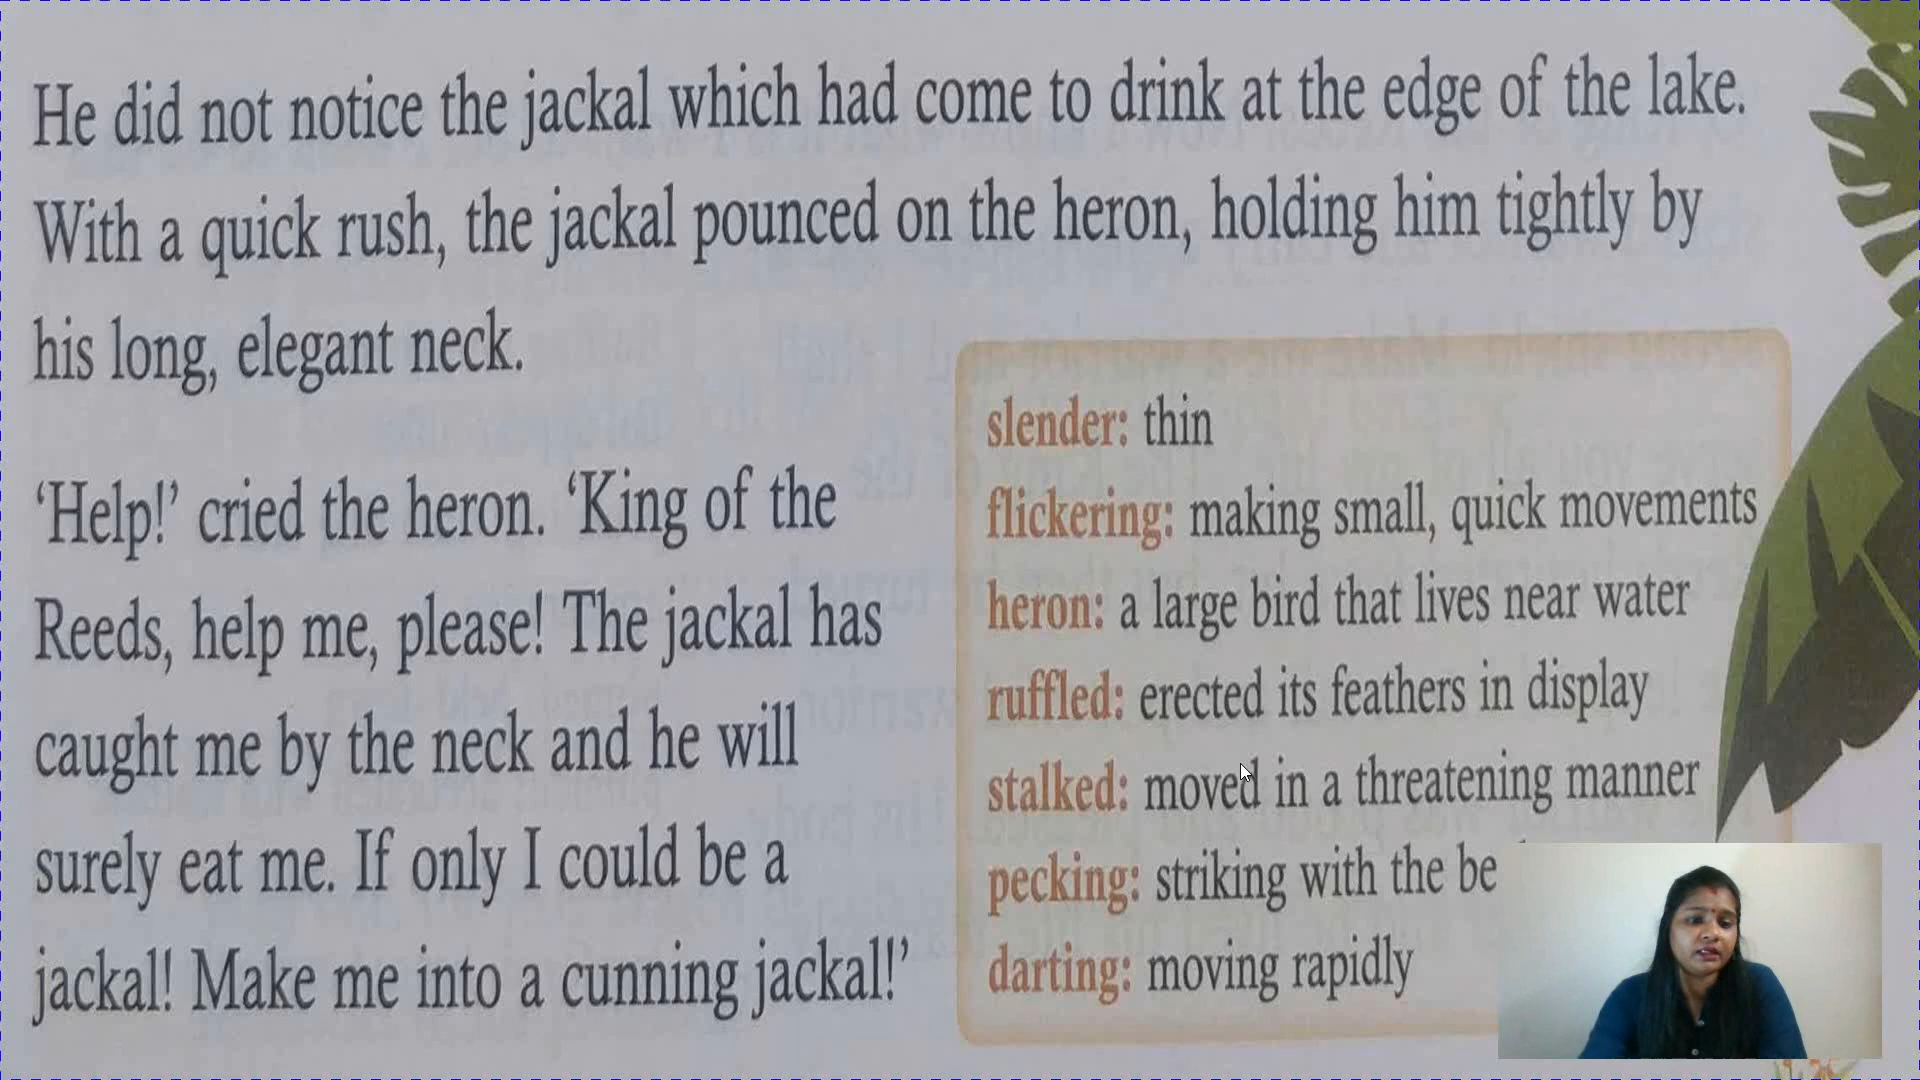 He did not notice the jackal which had come to drink at the edge of the lake.
With a quick rush, the jackal pounced on the heron, holding him tightly by
his long, elegant neck.
‘Help!’ cried the heron. ‘King of the
Reeds, help me, please! The jackal has
caught me by the neck and he will
surely eat me. If only I could be a
jackal! Make me into a cunning jackal!’
slender: thin
flickering: making small, quick movements
heron: a large bird that lives near water
ruffled: erected its feathers in display
stalked: moved in a threatening manner
pecking: striking with the
darting: moving rapidly